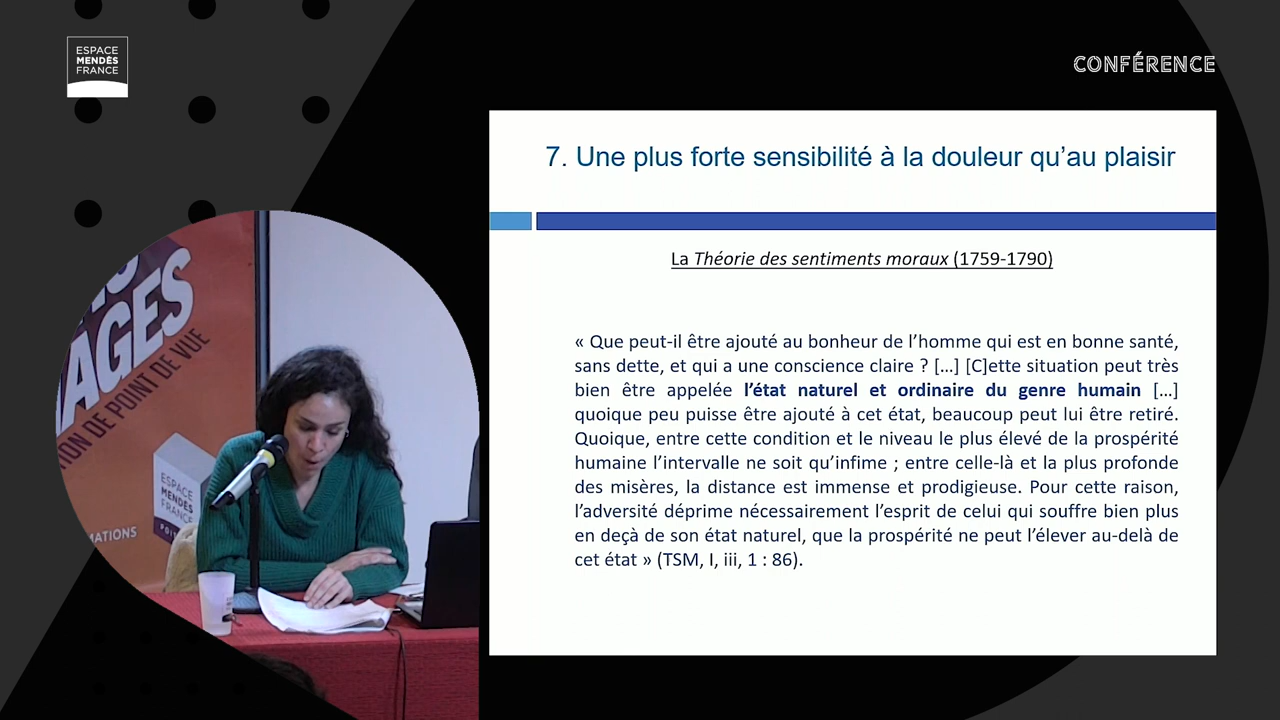 ESPACE
MENDÈS
FRANCE
CONFÉRENCE
7. Une plus forte sensibilité à la douleur qu’au plaisir
La Théorie des sentiments moraux (1759-1790)
« Que peut-il être ajouté au bonheur de l’homme qui est en bonne santé,
sans dette, et qui a une conscience claire ? […] [C]ette situation peut très
bien être appelée l’état naturel et ordinaire du genre humain […]
quoique peu puisse être ajouté à cet état, beaucoup peut lui être retiré.
Quoique, entre cette condition et le niveau le plus élevé de la prospérité
humaine l’intervalle ne soit qu’infime ; entre celle-là et la plus profonde
des misères, la distance est immense et prodigieuse. Pour cette raison,
l’adversité déprime nécessairement l’esprit de celui qui souffre bien plus
en deçà de son état naturel, que la prospérité ne peut l’élever au-delà de
cet état » (TSM, I, iii, 1 : 86).
AGES
ION DE POINT DE VUE
ESPACE
MENDÈS
FRANCE
MATIONS